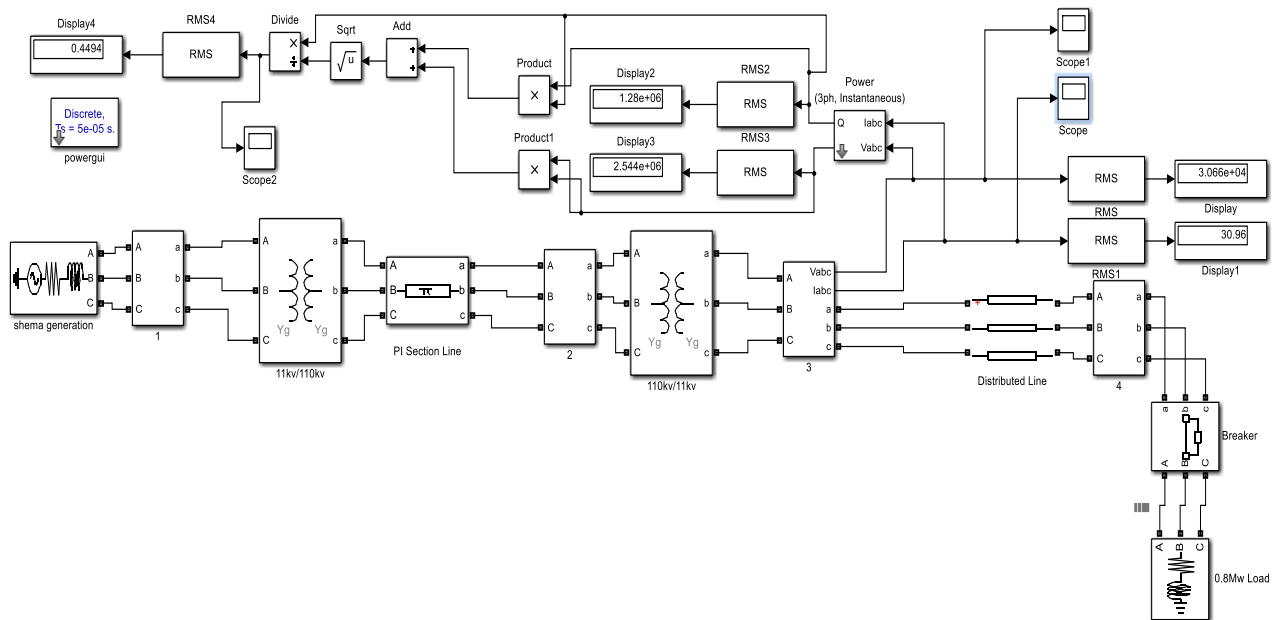 Display4
0.4494
RMS4
RMS
Divide
×
÷
Sqrt
√u
Add
+
+
Product
×
Product1
×
Display2
1.28e+06
RMS2
RMS
Display3
2.544e+06
RMS3
RMS
Power
(3ph, Instantaneous)
Q
Iabc
Vabc
Scope1
Scope
Scope2
Discrete,
Ts = 5e-05 s.
powergui
RMS
RMS
3.066e+04
Display
RMS
RMS1
30.96
Display1
A
B
C
shema generation
A
B
C
a
b
c
1
A
B
C
a
b
c
Yg
Yg
11kv/110kv
A
B
C
a
b
c
π
PI Section Line
A
B
C
a
b
c
2
A
B
C
a
b
c
Yg
Yg
110kv/11kv
A
B
C
Vabc
Iabc
a
b
c
3
+
Distributed Line
A
B
C
a
b
c
4
a
b
c
A
B
C
Breaker
A
B
C
0.8Mw Load